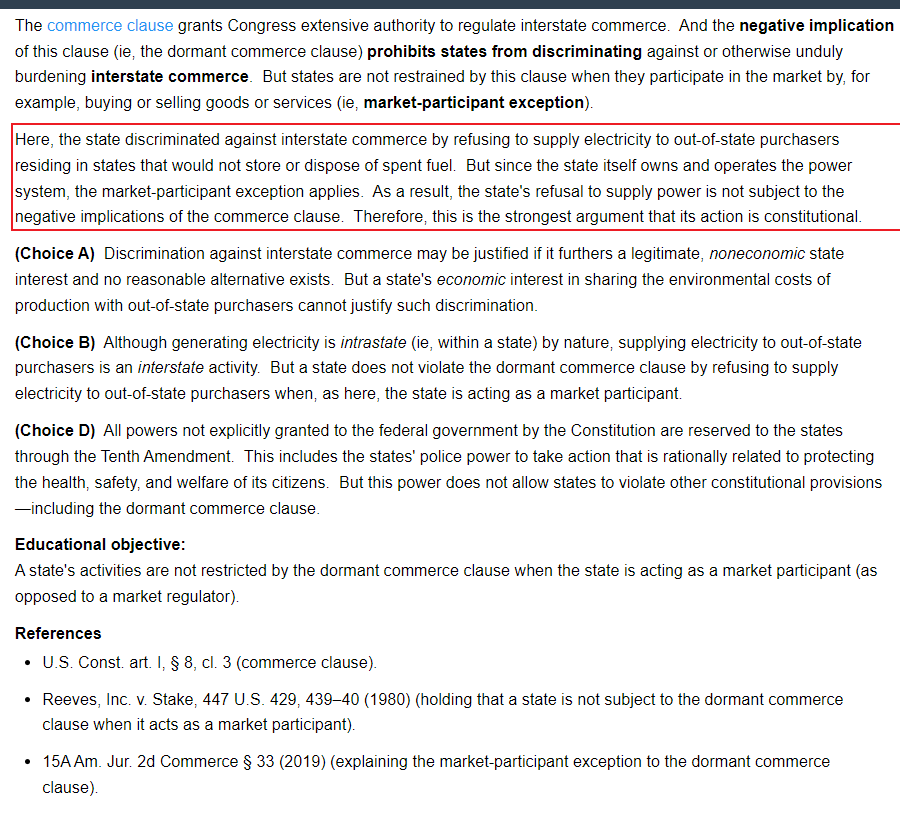 The commerce clause grants Congress extensive authority to regulate interstate commerce.  And the negative implication
of this clause (ie, the dormant commerce clause) prohibits states from discriminating against or otherwise unduly
burdening interstate commerce.  But states are not restrained by this clause when they participate in the market by, for
example, buying or selling goods or services (ie, market-participant exception).
Here, the state discriminated against interstate commerce by refusing to supply electricity to out-of-state purchasers
residing in states that would not store or dispose of spent fuel.  But since the state itself owns and operates the power
system, the market-participant exception applies.  As a result, the state's refusal to supply power is not subject to the
negative implications of the commerce clause.  Therefore, this is the strongest argument that its action is constitutional.
(Choice A)  Discrimination against interstate commerce may be justified if it furthers a legitimate, noneconomic state
interest and no reasonable alternative exists.  But a state's economic interest in sharing the environmental costs of
production with out-of-state purchasers cannot justify such discrimination.
(Choice B)  Although generating electricity is intrastate (ie, within a state) by nature, supplying electricity to out-of-state
purchasers is an interstate activity.  But a state does not violate the dormant commerce clause by refusing to supply
electricity to out-of-state purchasers when, as here, the state is acting as a market participant.
(Choice D)  All powers not explicitly granted to the federal government by the Constitution are reserved to the states
through the Tenth Amendment.  This includes the states' police power to take action that is rationally related to protecting
the health, safety, and welfare of its citizens.  But this power does not allow states to violate other constitutional provisions
—including the dormant commerce clause.
Educational objective:
A state's activities are not restricted by the dormant commerce clause when the state is acting as a market participant (as
opposed to a market regulator).
References
• U.S. Const. art. I, § 8, cl. 3 (commerce clause).
• Reeves, Inc. v. Stake, 447 U.S. 429, 439–40 (1980) (holding that a state is not subject to the dormant commerce
clause when it acts as a market participant).
• 15A Am. Jur. 2d Commerce § 33 (2019) (explaining the market-participant exception to the dormant commerce
clause).